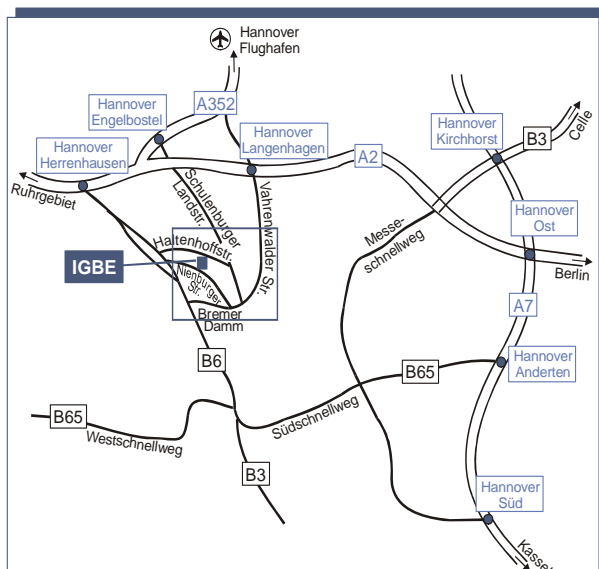 Hannover
Flughafen
Hannover
Engelbostel
A352
Hannover
Herrenhausen
Hannover
Langenhagen
A2
Hannover
Kirchhorst
B3
Celle
Ruhrgebiet
Schulenburger
Landstr.
Vahrenwalder Str.
Messe-
schnellweg
Hannover
Ost
Berlin
IGBE
Haltenhoffstr.
Nienburger
Str.
Bremer
Damm
A7
B6
B65
Hannover
Anderten
B65
Westschnellweg
Südschnellweg
B3
Hannover
Süd
Kassel